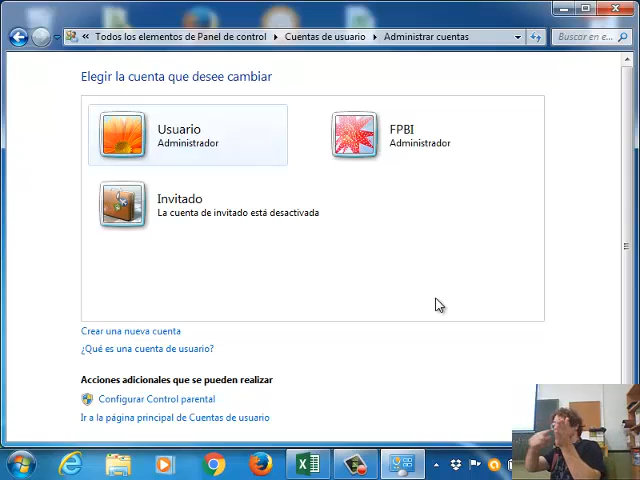 Todos los elementos de Panel de control
Cuentas de usuario
Administrar cuentas
Buscar en e...
Elegir la cuenta que desee cambiar
Usuario
Administrador
FPBI
Administrador
Invitado
La cuenta de invitado está desactivada
Crear una nueva cuenta
¿Qué es una cuenta de usuario?
Acciones adicionales que se pueden realizar
Configurar Control parental
Ir a la página principal de Cuentas de usuario